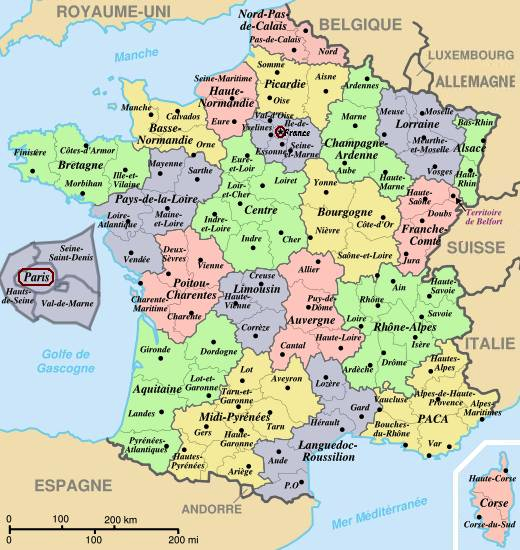 ROYAUME-UNI
Nord-Pas-
de-Calais
BELGIQUE
Pas-de-Calais
Nord
Manche
LUXEMBOURG
ALLEMAGNE
Somme
Seine-Maritime
Picardie
Aisne
Ardennes
Haute-
Normandie
Oise
Manche
Calvados
Eure
Val-d'Oise
Yvelines
Ile-de-
France
Essonne
Seine-
et-Marne
Marne
Meuse
Moselle
Lorraine
Bas-Rhin
Basse-
Normandie
Orne
Champagne-
Ardenne
Meurthe-
et-Moselle
Alsace
Finisère
Côtes-d'Armor
Bretagne
Morbihan
Ille-et-
Vilaine
Mayenne
Sarthe
Eure-et-
Loir
Aube
Haute-
Marne
Vosges
Haut-
Rhin
Pays-de-la-Loire
Loir-
et-Cher
Loiret
Yonne
Haute-
Saône
Territoire
de Belfort
Loire-
Atlantique
Maine-
et-Loire
Indre-
et-Loire
Centre
Bourgogne
Côte-d'Or
Doubs
Franche-
Comté
Seine-
Saint-Denis
Paris
Hauts-
de-Seine
Val-de-Marne
Vendée
Deux-
Sèvres
Vienne
Indre
Cher
Nièvre
Saône-et-Loire
Jura
SUISSE
Poitou-
Charentes
Charente-
Maritime
Charente
Creuse
Limousin
Haute-
Vienne
Corrèze
Allier
Puy-de-
Dôme
Auvergne
Cantal
Haute-Loire
Loire
Rhône
Ain
Haute-
Savoie
Rhône-Alpes
Savoie
Isère
ITALIE
Golfe de
Gascogne
Gironde
Dordogne
Aquitaine
Lot-et-
Garonne
Landes
Pyrénées-
Atlantiques
Lot
Tarn-et-
Garonne
Aveyron
Midi-Pyrénées
Gers
Haute-
Garonne
Tarn
Hautes-
Pyrénées
Ariège
Lozère
Ardèche
Drôme
Hautes-
Alpes
Gard
Hérault
Languedoc-
Roussilion
Aude
P.O
Vaucluse
Alpes-de-Haute-
Provence
Alpes-
Maritimes
PACA
Bouches-
du-Rhône
Var
ESPAGNE
ANDORRE
Mer Méditerranée
Haute-Corse
Corse
Corse-du-Sud
0 100 200 km
0 100 200 mi